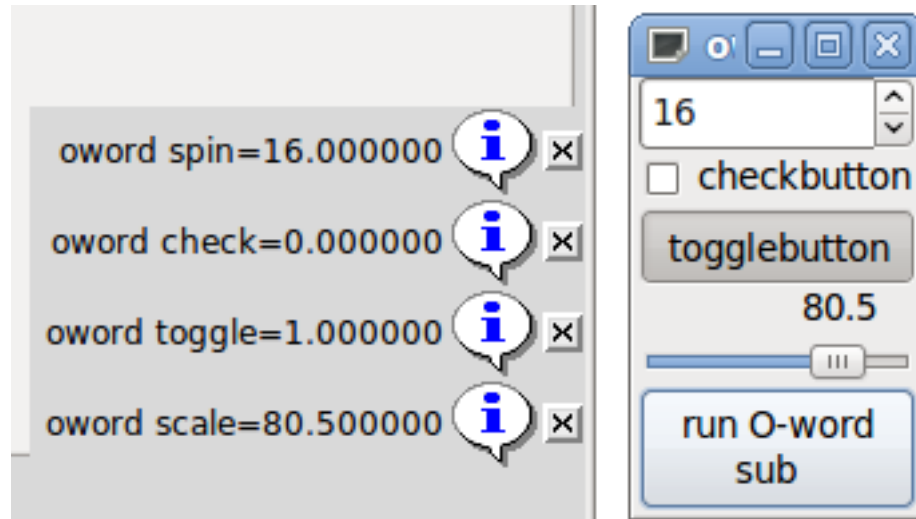 oword spin=16.000000
oword check=0.000000
oword toggle=1.000000
oword scale=80.500000
16
checkbutton
togglebutton
80.5
run O-word
sub